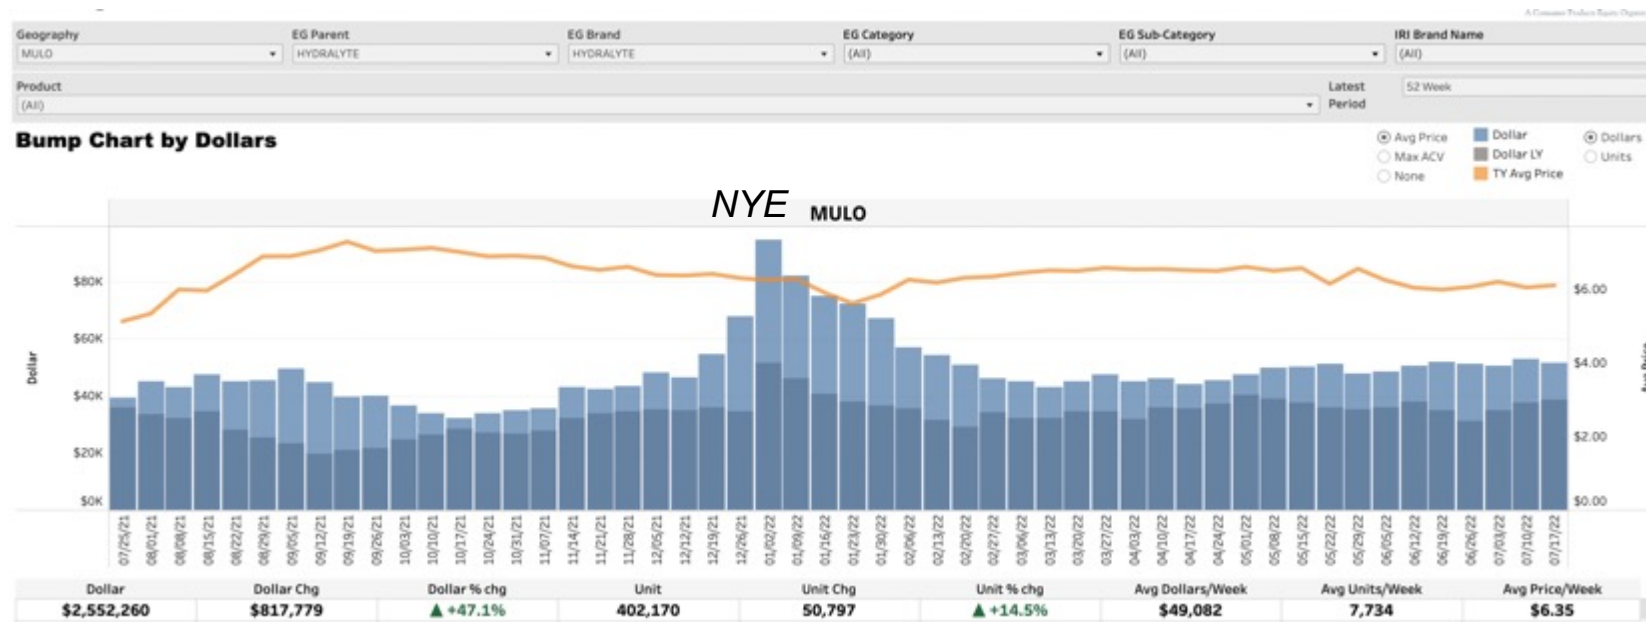 Geography EG Parent EG Brand EG Category EG Sub-Category IRI Brand Name
MULO HYDRALYTE HYDRALYTE (All) (All) (All)
Product Latest 52 Week
(All) Period
Bump Chart by Dollars
Avg Price Dollar Dollars
Max ACV Dollar LY Units
None TY Avg Price
NYE MULO
$80K
$60K
$40K
$20K
$0K
Dollar
$6.00
$4.00
$2.00
$0.00
07/25/21 08/01/21 08/08/21 08/15/21 08/22/21 08/29/21 09/05/21 09/12/21 09/19/21 09/26/21 10/03/21 10/10/21 10/17/21 10/24/21 10/31/21 11/07/21 11/14/21 11/21/21 11/28/21 12/05/21 12/12/21 12/19/21 12/26/21 01/02/22 01/09/22 01/16/22 01/23/22 01/30/22 02/06/22 02/13/22 02/20/22 02/27/22 03/06/22 03/13/22 03/20/22 03/27/22 04/03/22 04/10/22 04/17/22 04/24/22 05/01/22 05/08/22 05/15/22 05/22/22 05/29/22 06/05/22 06/12/22 06/19/22 06/26/22 07/03/22 07/10/22 07/17/22
Dollar Dollar Chg Dollar % chg Unit Unit Chg Unit % chg Avg Dollars/Week Avg Units/Week Avg Price/Week
$2,552,260 $817,779 ▲ +47.1% 402,170 50,797 ▲ +14.5% $49,082 7,734 $6.35